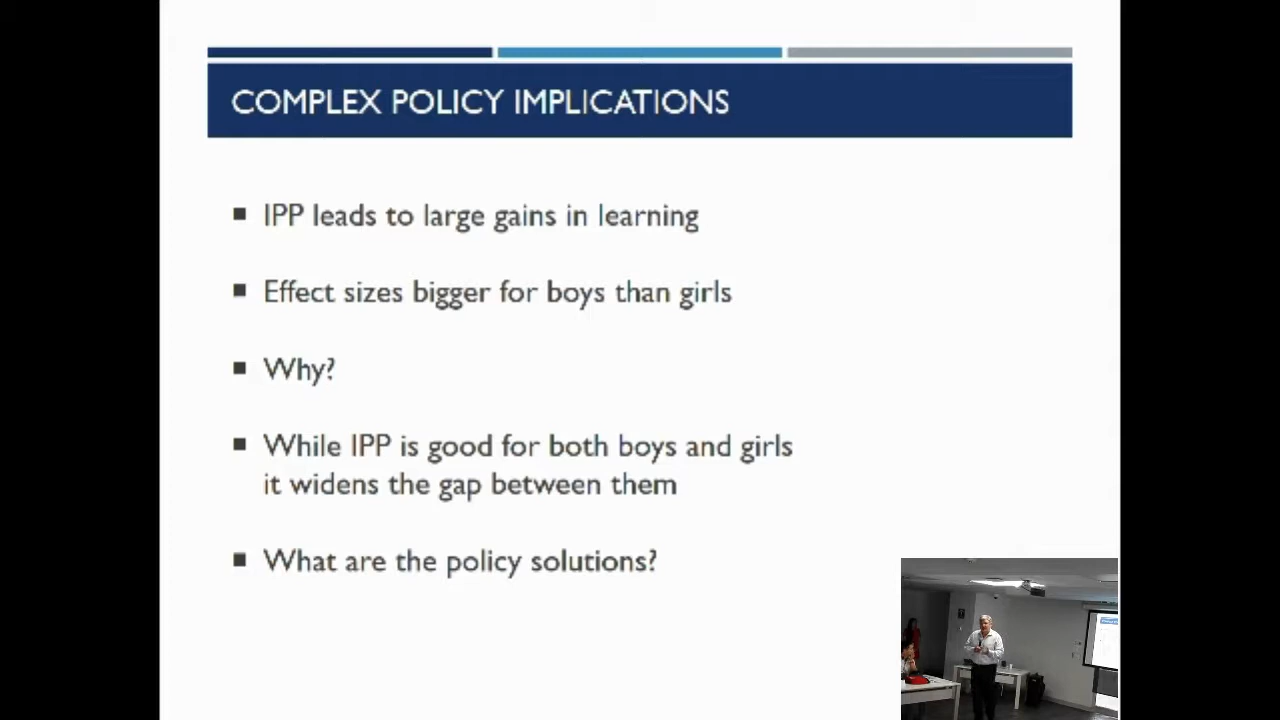 COMPLEX POLICY IMPLICATIONS
IPP leads to large gains in learning
Effect sizes bigger for boys than girls
Why?
While IPP is good for both boys and girls
it widens the gap between them
What are the policy solutions?